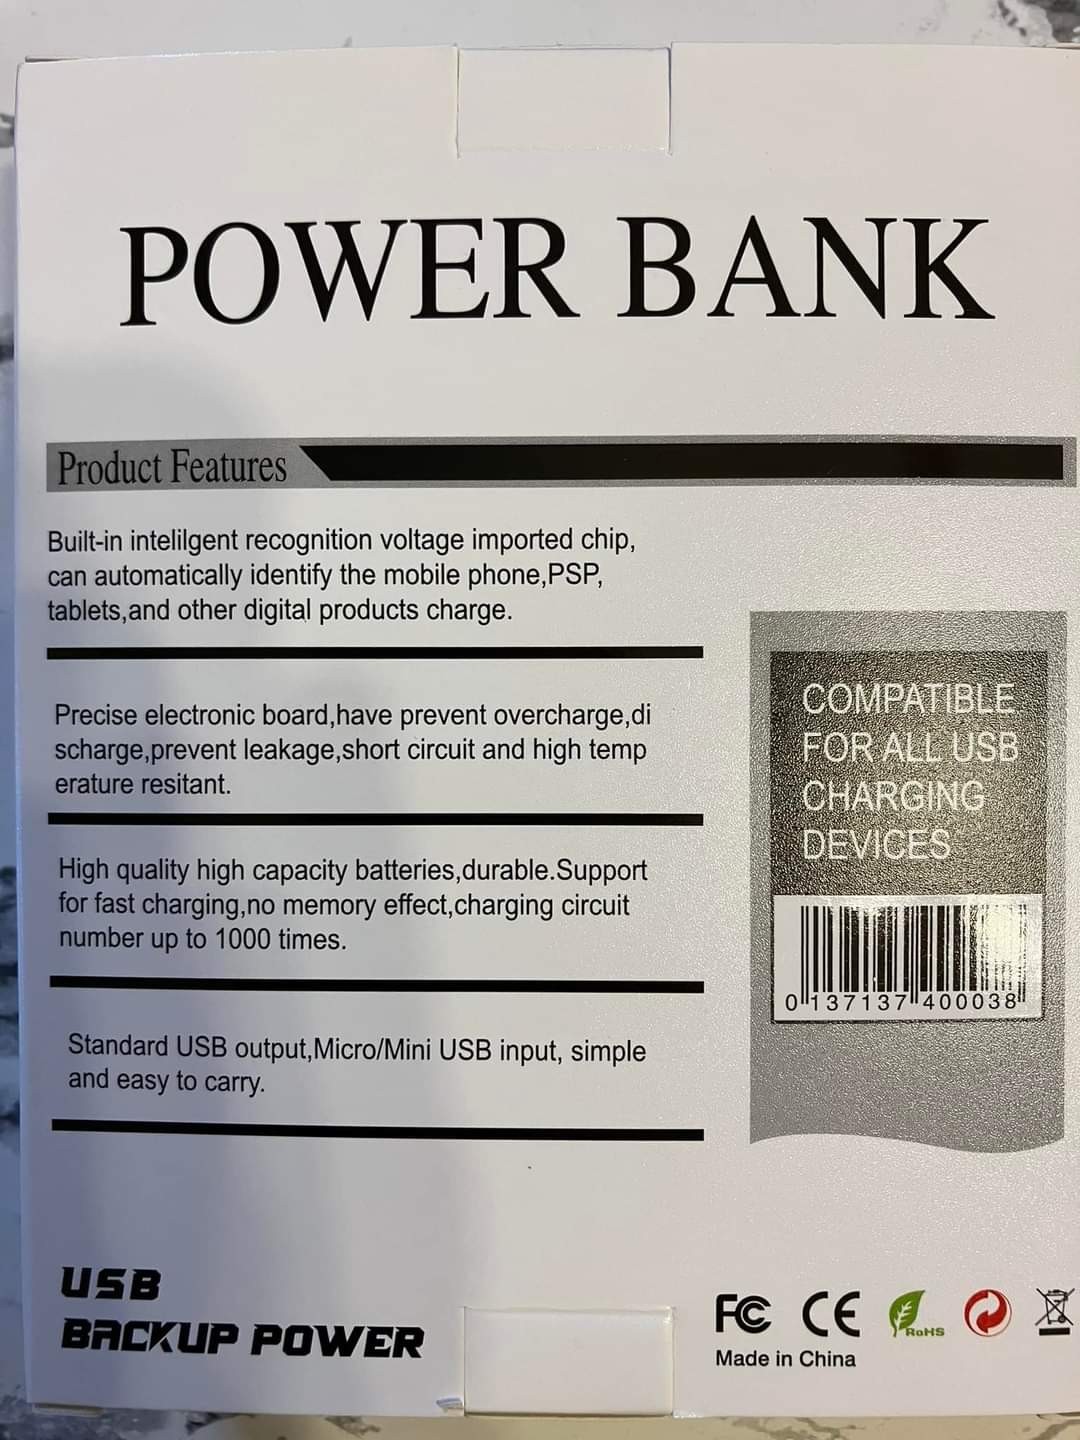 POWER BANK
Product Features
Built-in intelilgent recognition voltage imported chip,
can automatically identify the mobile phone,PSP,
tablets,and other digital products charge.
Precise electronic board,have prevent overcharge,di
scharge,prevent leakage,short circuit and high temp
erature resitant.
High quality high capacity batteries,durable.Support
for fast charging,no memory effect,charging circuit
number up to 1000 times.
Standard USB output,Micro/Mini USB input, simple
and easy to carry.
COMPATIBLE
FOR ALL USB
CHARGING
DEVICES
0 137137 400038
USB
BACKUP POWER
FC CE RoHS
Made in China